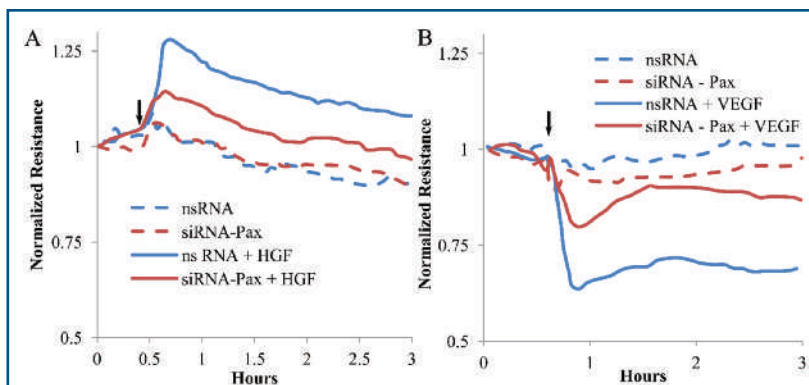 A
Normalized Resistance
1.25
1
0.75
0.5
nsRNA
siRNA-Pax
ns RNA + HGF
siRNA-Pax + HGF
0 0.5 1 1.5 2 2.5 3
Hours
B
Normalized Resistance
1.25
1
0.75
0.5
nsRNA
siRNA - Pax
nsRNA + VEGF
siRNA - Pax + VEGF
0 1 2 3
Hours